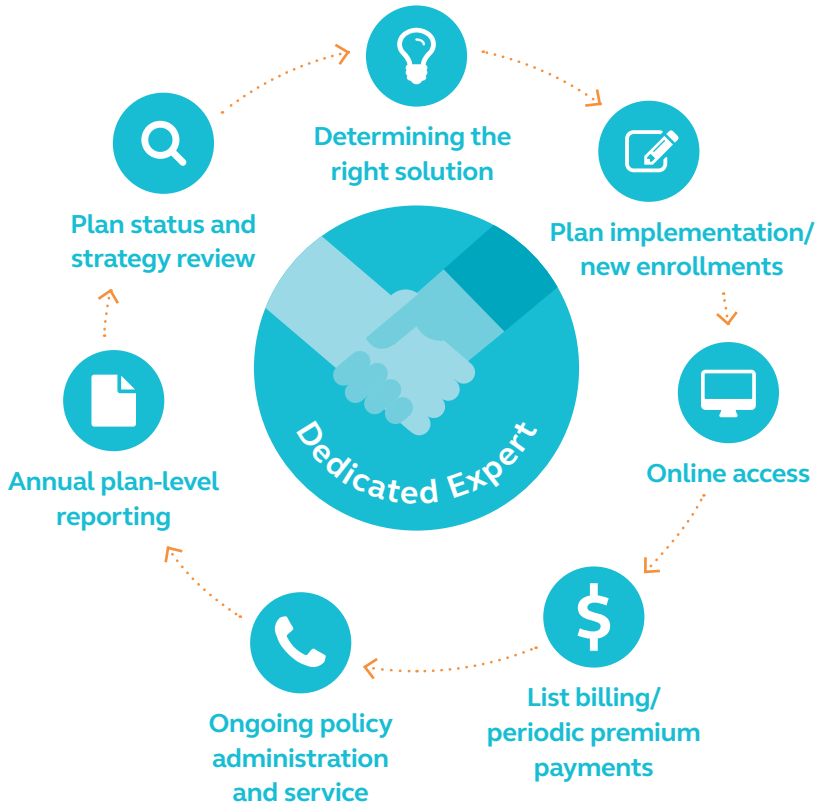 Determining the
right solution
Plan implementation/
new enrollments
Online access
$
List billing/
periodic premium
payments
Ongoing policy
administration
and service
Annual plan-level
reporting
Plan status and
strategy review
Dedicated Expert